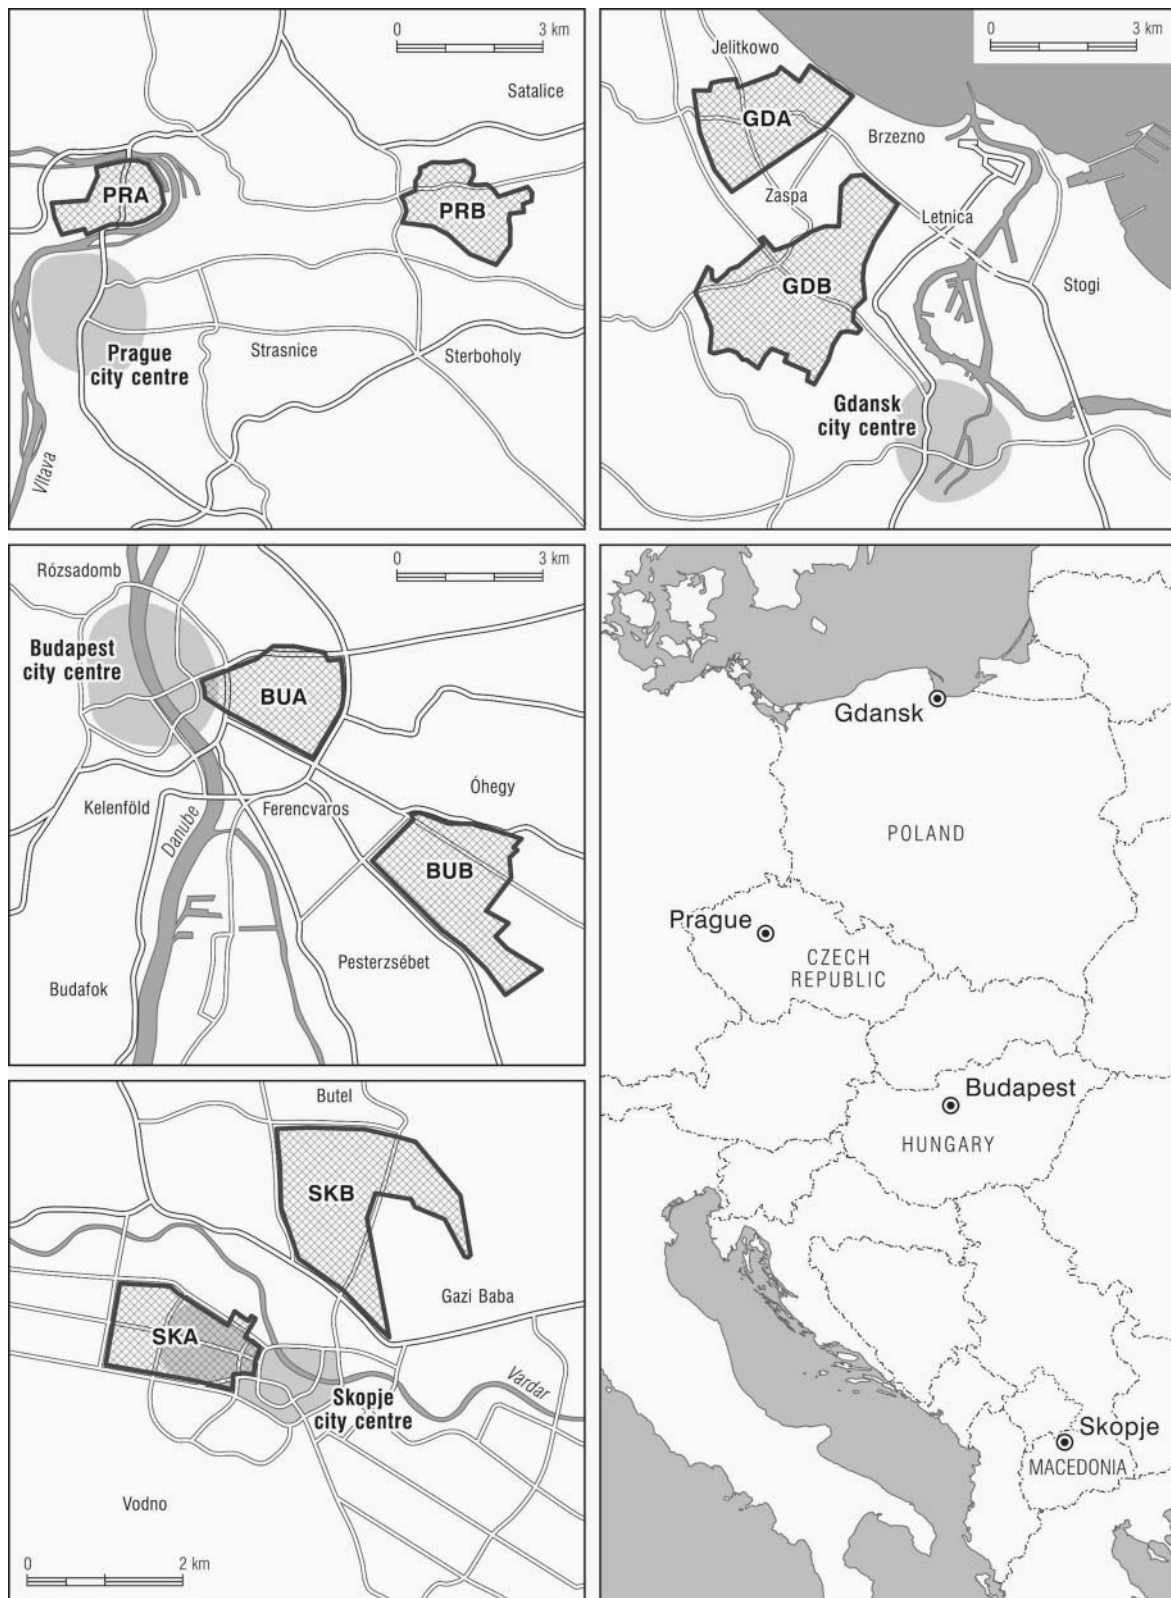 0 3 km
Satalice
PRA
PRB
Prague
city centre
Strasnice
Sterboholy
Vltava
0 3 km
Jelitkowo
GDA
Brzezno
Zaspa
Letnica
GDB
Stogi
Gdansk
city centre
0 3 km
Rózsadomb
Budapest
city centre
BUA
Óhegy
Kelenföld
Danube
Ferencvaros
BUB
Pesterzsébet
Budafok
Butel
SKB
Gazi Baba
SKA
Vardar
Skopje
city centre
Vodno
0 2 km
Gdansk
POLAND
Prague
CZECH
REPUBLIC
Budapest
HUNGARY
Skopje
MACEDONIA